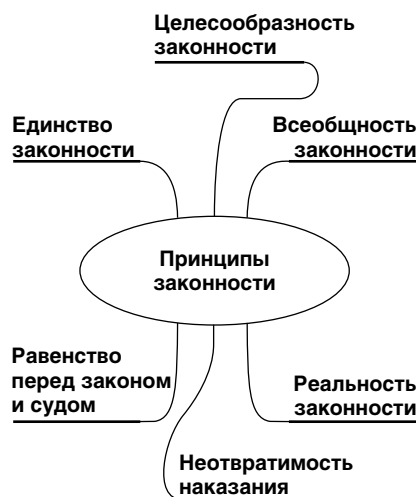 Целесообразность
законности
Единство
законности
Всеобщность
законности
Принципы
законности
Равенство
перед законом
и судом
Реальность
законности
Неотвратимость
наказания